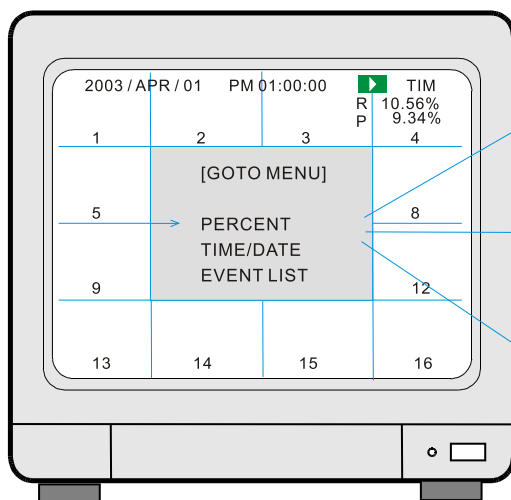 2003 / APR / 01 PM 01:00:00 TIM
R 10.56%
P 9.34%
1 2 3 4
[GOTO MENU]
5 PERCENT 8
TIME/DATE
EVENT LIST
9 12
13 14 15 16